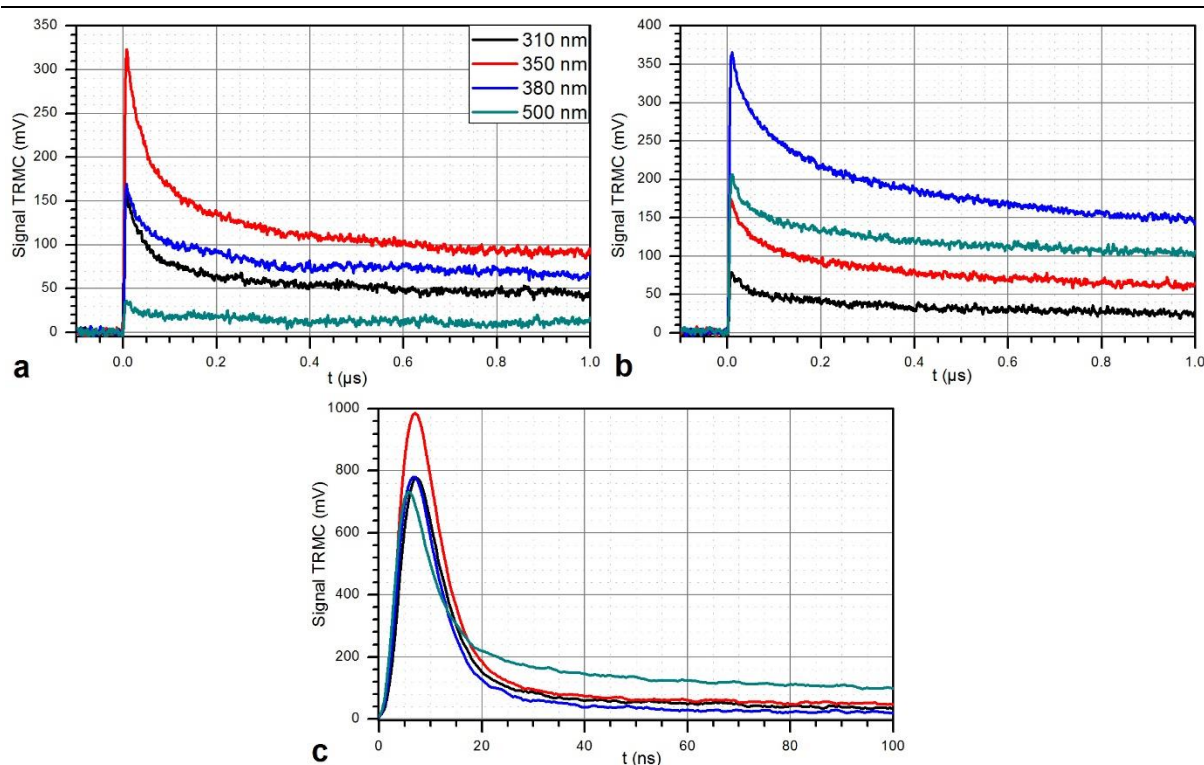 350
300
250
200
150
100
50
0
Signal TRMC (mV)
310 nm
350 nm
380 nm
500 nm
0.0 0.2 0.4 0.6 0.8 1.0
t (µs)
a
400
350
300
250
200
150
100
50
0
Signal TRMC (mV)
0.0 0.2 0.4 0.6 0.8 1.0
t (µs)
b
1000
800
600
400
200
0
Signal TRMC (mV)
0 20 40 60 80 100
t (ns)
c